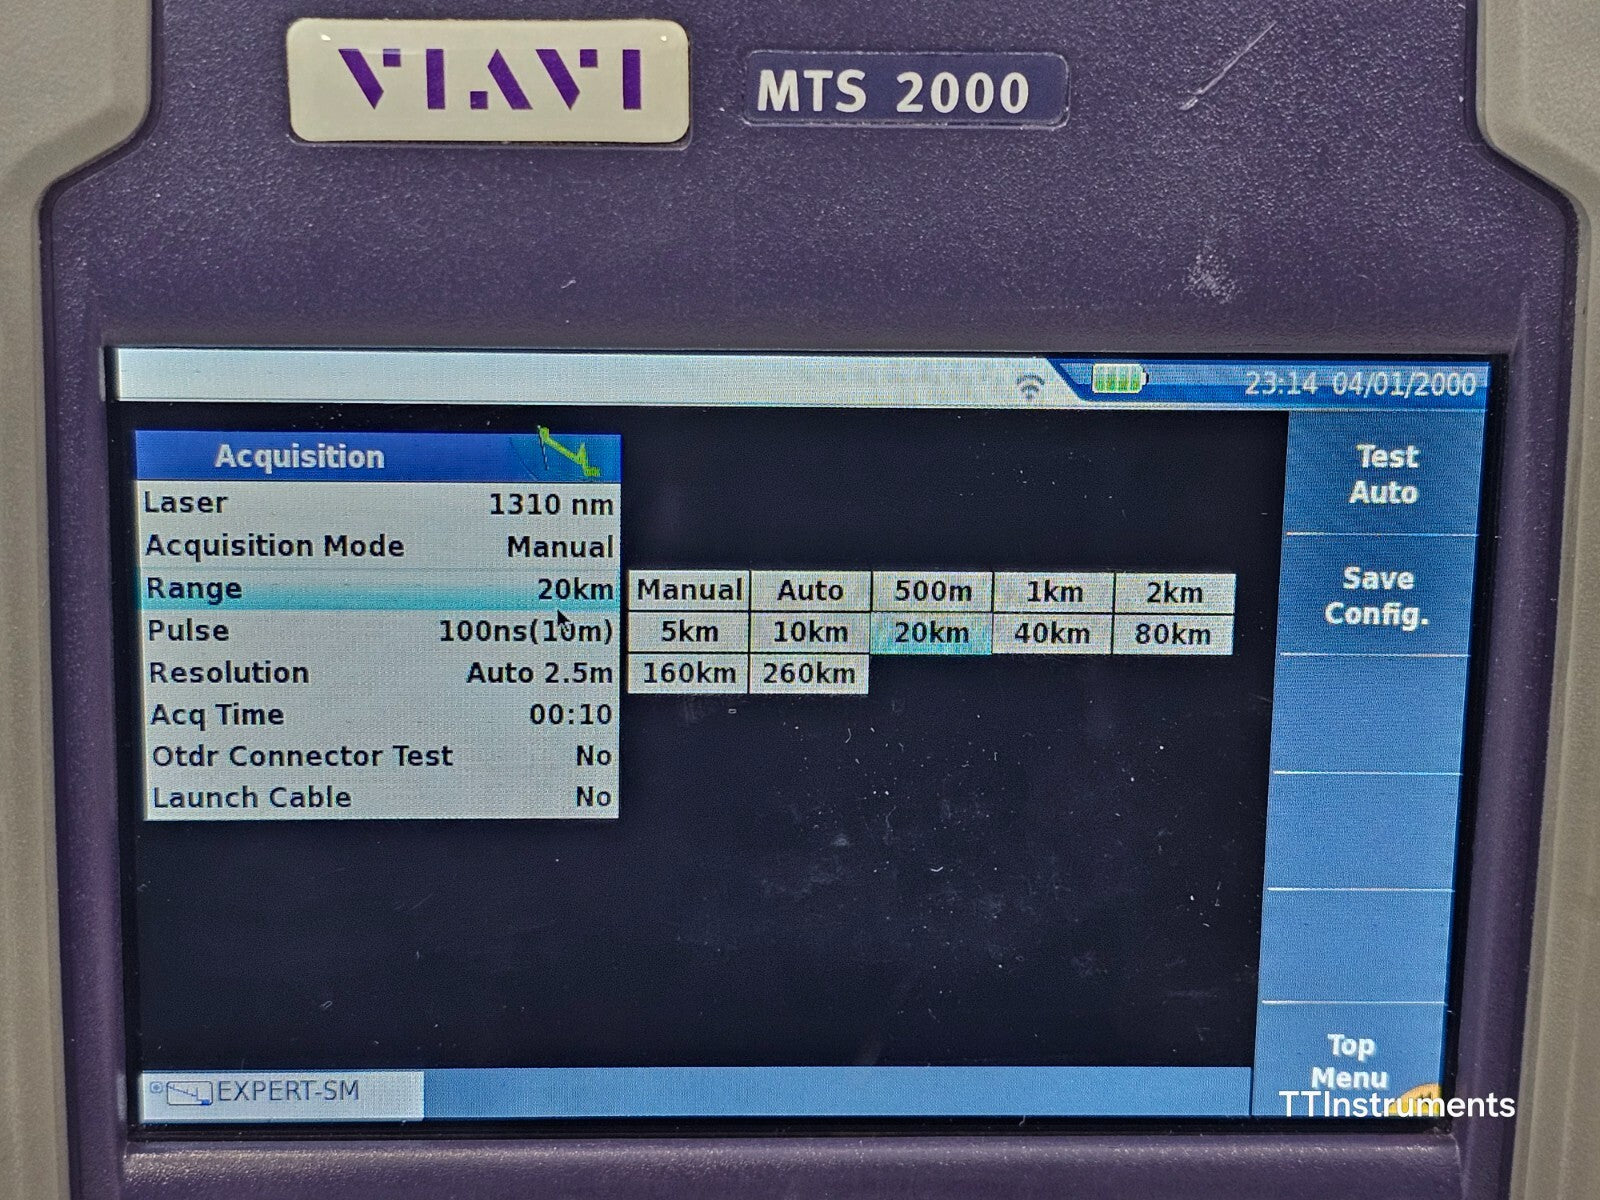 VIAVI
MTS 2000
23:14 04/01/2000
Acquisition
Laser 1310 nm
Acquisition Mode Manual
Range 20km
Pulse 100ns(10m)
Resolution Auto 2.5m
Acq Time 00:10
Otdr Connector Test No
Launch Cable No
Manual Auto 500m 1km 2km
5km 10km 20km 40km 80km
160km 260km
Test
Auto
Save
Config.
Top
Menu
EXPERT-SM
TTInstruments